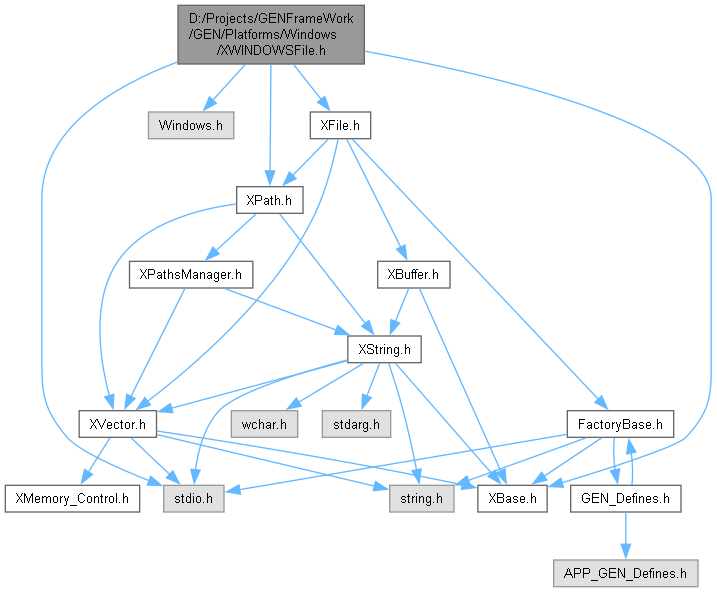 D:/Projects/GENFrameWork
/GEN/Platforms/Windows
/XWINDOWSFile.h
Windows.h
XFile.h
XPath.h
XPathsManager.h
XBuffer.h
XString.h
XVector.h
wchar.h
stdarg.h
FactoryBase.h
XMemory_Control.h
stdio.h
string.h
XBase.h
GEN_Defines.h
APP_GEN_Defines.h